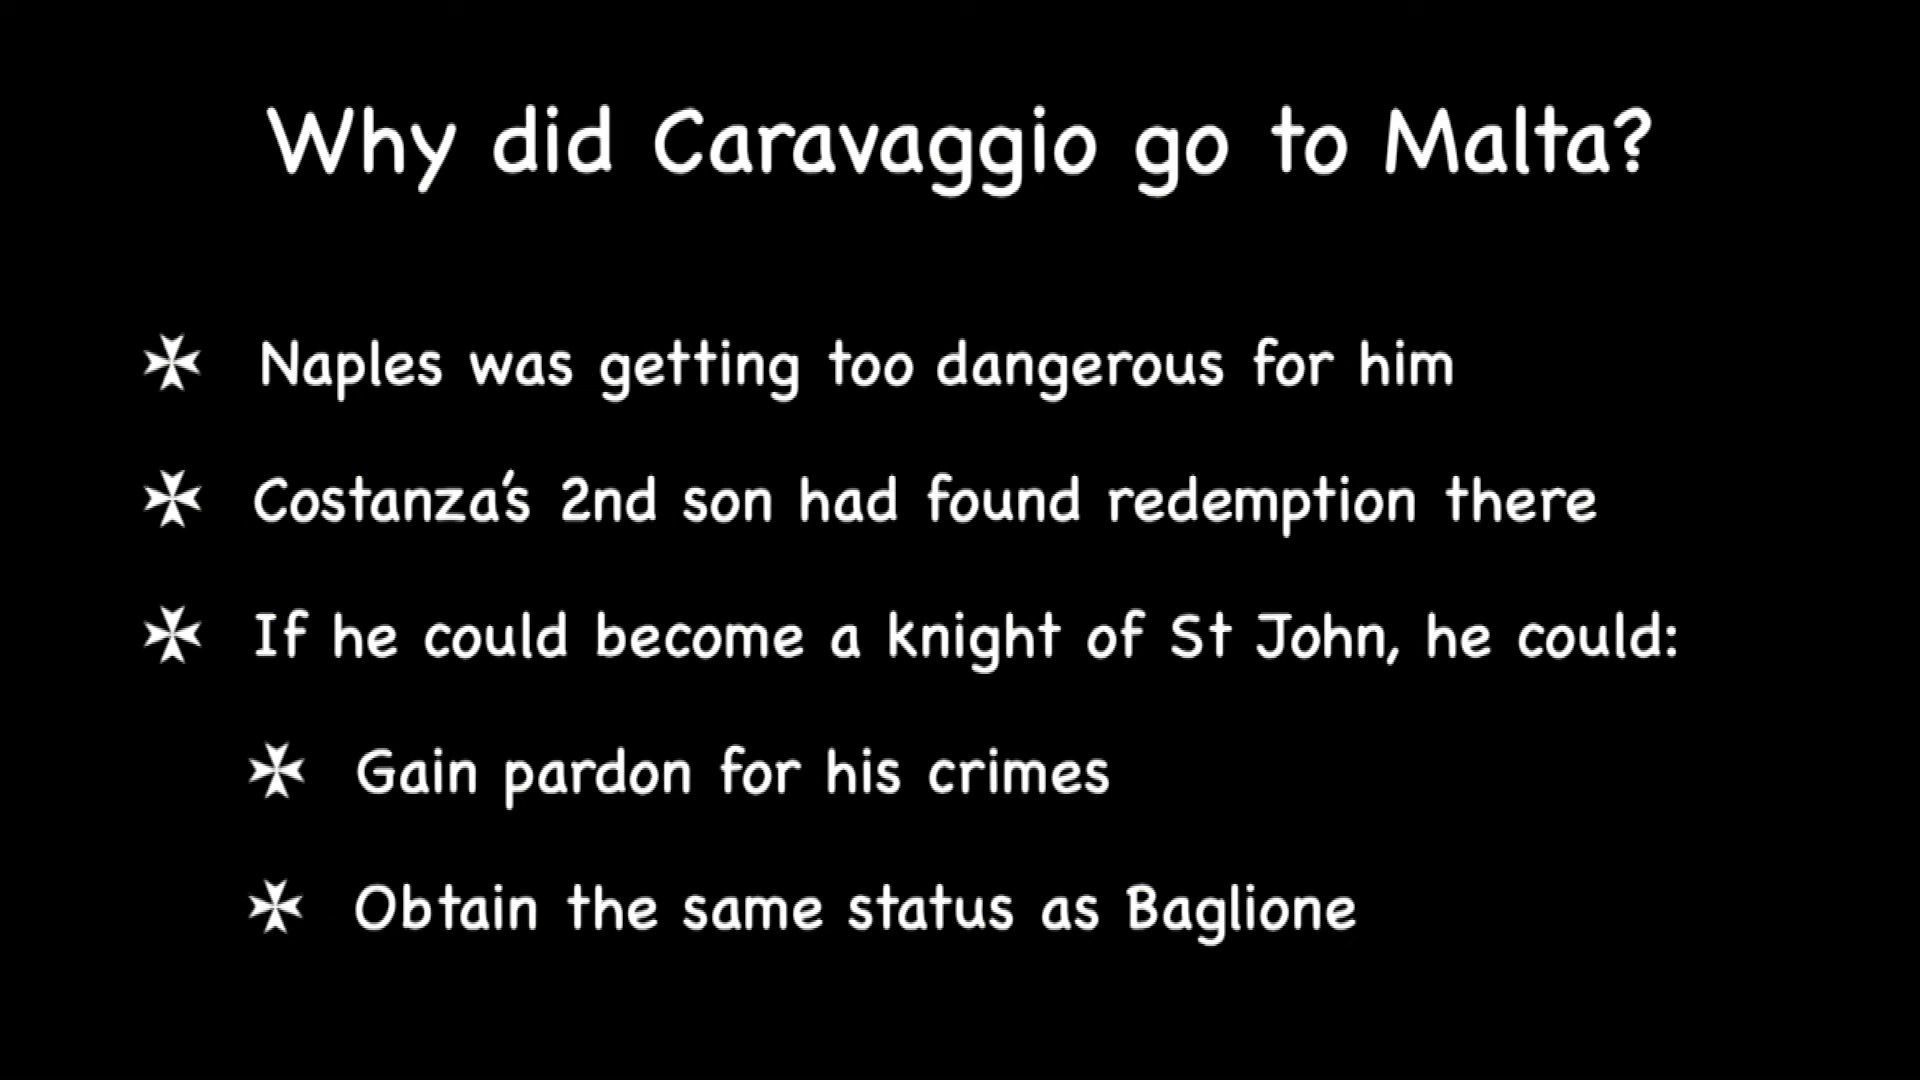 Why did Caravaggio go to Malta?
Naples was getting too dangerous for him
Costanza's 2nd son had found redemption there
If he could become a knight of St John, he could:
Gain pardon for his crimes
Obtain the same status as Baglione